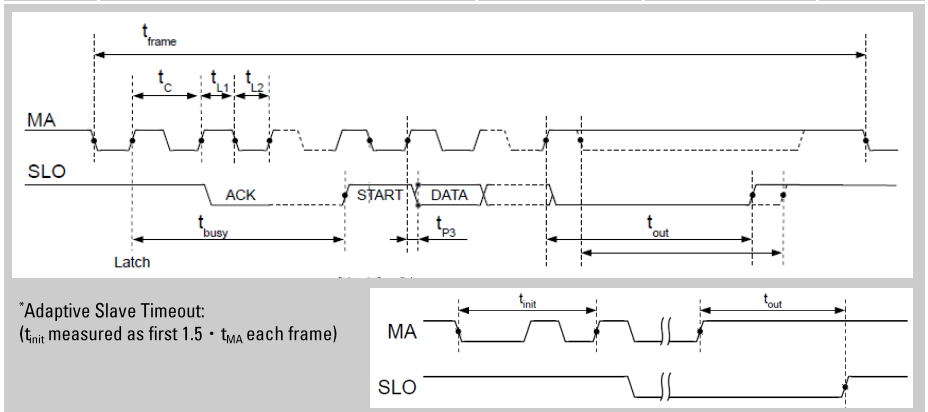 tframe
tC tL1 tL2
MA
SLO
ACK START DATA
tbusy tP3 tout
Latch
*Adaptive Slave Timeout:
(tinit measured as first 1.5 • tMA each frame)
tinit tout
MA
SLO